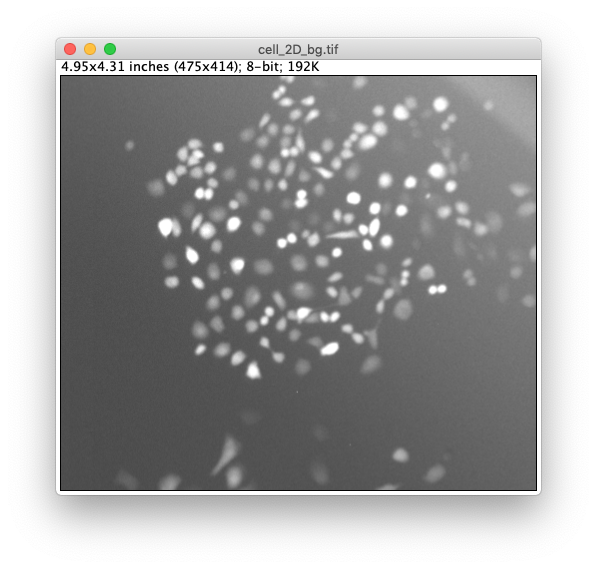 cell_2D_bg.tif
4.95x4.31 inches (475x414); 8-bit; 192K